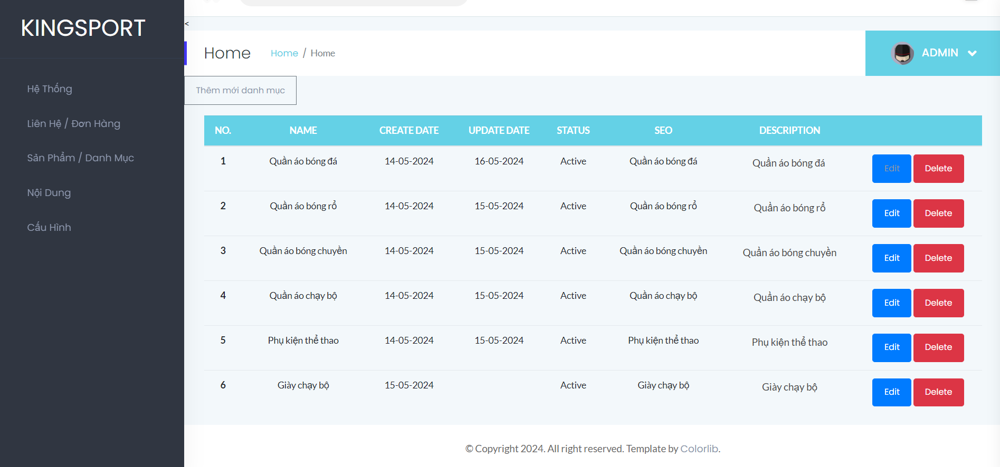 KINGSPORT
Hệ Thống
Liên Hệ / Đơn Hàng
Sản Phẩm / Danh Mục
Nội Dung
Cấu Hình
<
Home
Home / Home
ADMIN
Thêm mới danh mục
NO. NAME CREATE DATE UPDATE DATE STATUS SEO DESCRIPTION
1 Quần áo bóng đá 14-05-2024 16-05-2024 Active Quần áo bóng đá Quần áo bóng đá Edit Delete
2 Quần áo bóng rổ 14-05-2024 15-05-2024 Active Quần áo bóng rổ Quần áo bóng rổ Edit Delete
3 Quần áo bóng chuyền 14-05-2024 15-05-2024 Active Quần áo bóng chuyền Quần áo bóng chuyền Edit Delete
4 Quần áo chạy bộ 14-05-2024 15-05-2024 Active Quần áo chạy bộ Quần áo chạy bộ Edit Delete
5 Phụ kiện thể thao 14-05-2024 15-05-2024 Active Phụ kiện thể thao Phụ kiện thể thao Edit Delete
6 Giày chạy bộ 15-05-2024 Active Giày chạy bộ Giày chạy bộ Edit Delete
© Copyright 2024. All right reserved. Template by Colorlib.